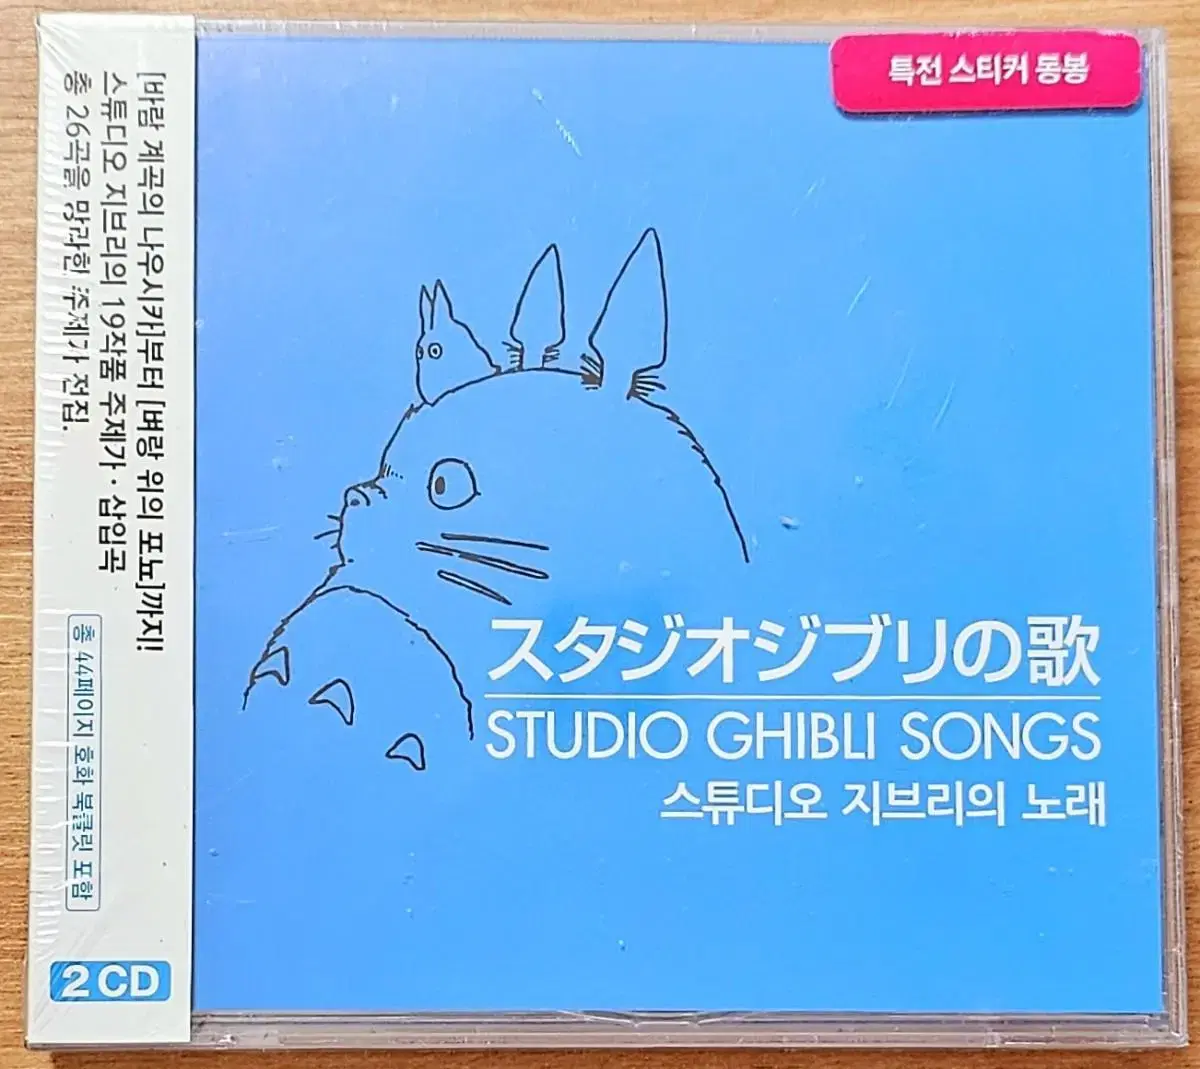 특전 스티커 동봉
[바람 계곡의 나우시카]부터 [벼랑 위의 포뇨]까지!
스튜디오 지브리의 19작품 주제가·삽입곡
총 26곡을 망라한 주제가 전집.
총 44페이지 호화 북클릿 포함
2 CD
スタジオジブリの歌
STUDIO GHIBLI SONGS
스튜디오 지브리의 노래